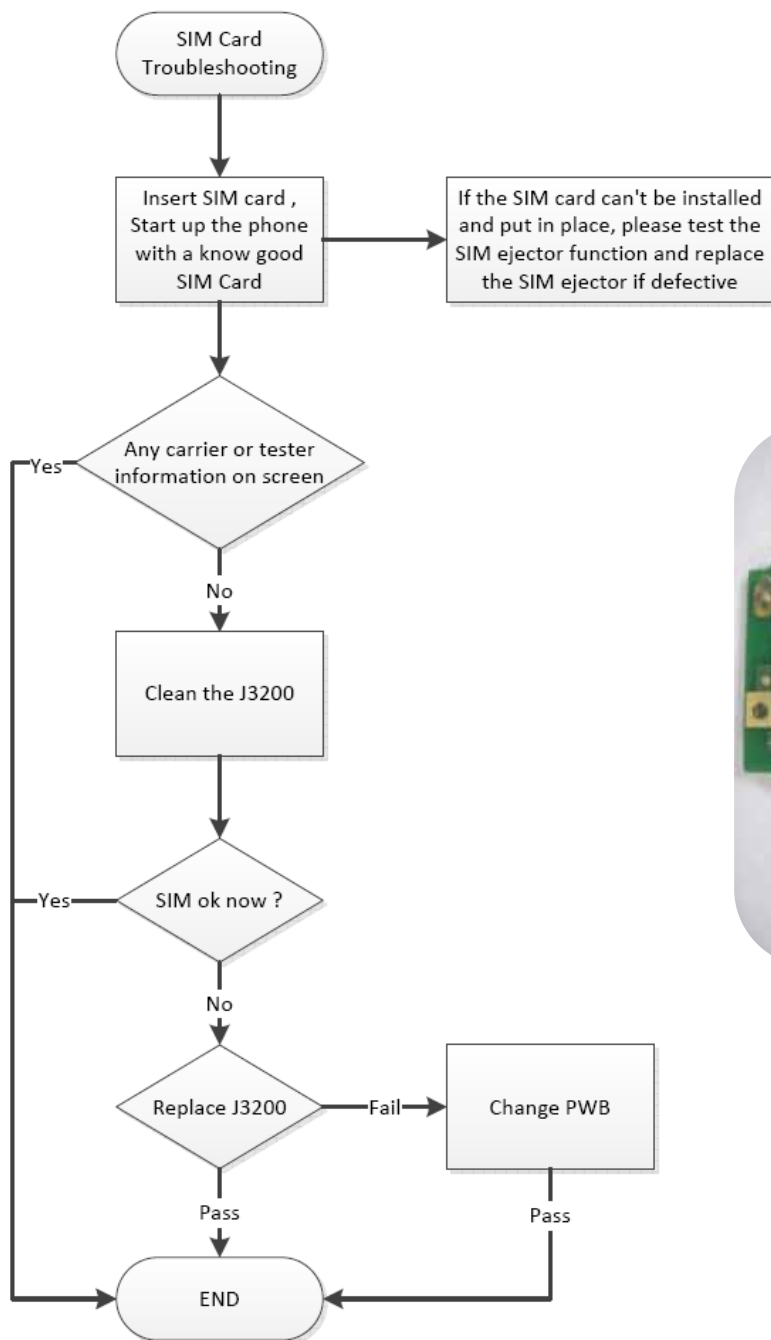 SIM Card
Troubleshooting
Insert SIM card ,
Start up the phone
with a know good
SIM Card
If the SIM card can't be installed
and put in place, please test the
SIM ejector function and replace
the SIM ejector if defective
Any carrier or tester
information on screen
Yes
No
Clean the J3200
SIM ok now ?
Yes
No
Replace J3200
Fail
Change PWB
Pass
Pass
END